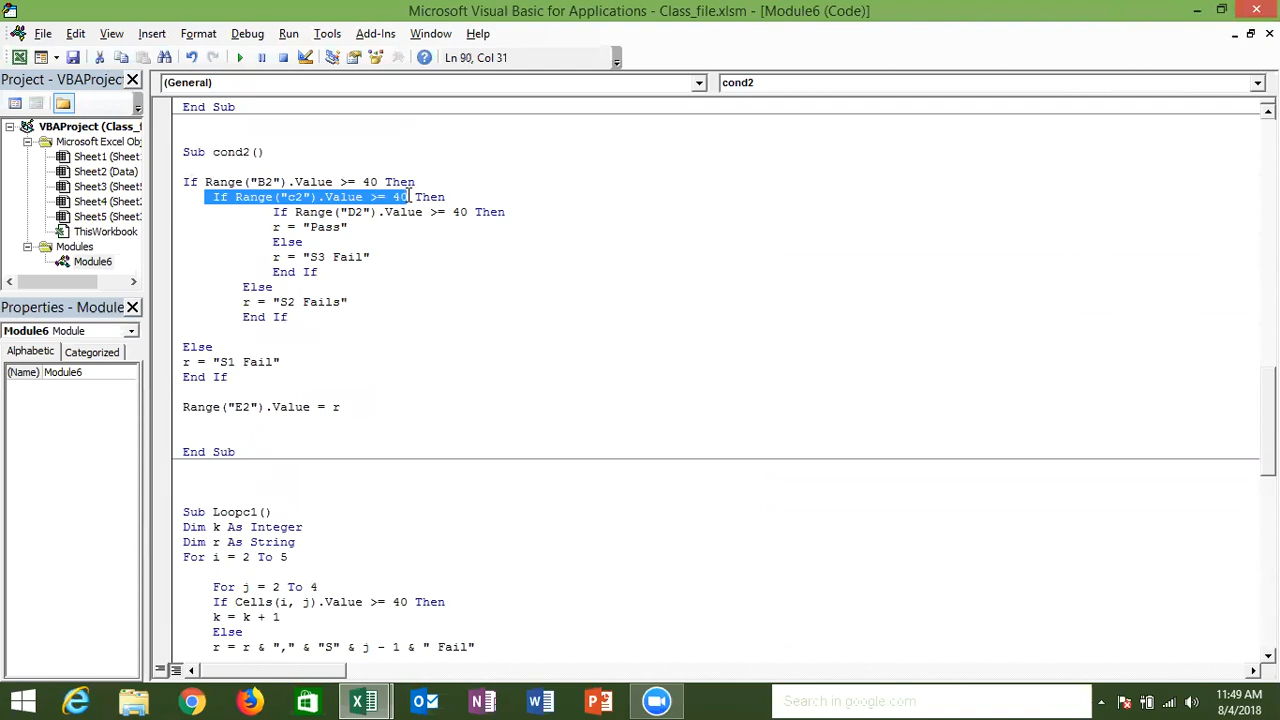 Microsoft Visual Basic for Applications - Class_file.xlsm - [Module6 (Code)]
File Edit View Insert Format Debug Run Tools Add-Ins Window Help
Ln 90, Col 31
Project - VBAProjec
(General)
cond2
VBAProject (Class_f
Microsoft Excel Obj
Sheet1 (Sheet
Sheet2 (Data)
Sheet3 (Sheet
Sheet4 (Sheet
Sheet5 (Sheet
ThisWorkbook
Modules
Module6
Properties - Module
Module6 Module
Alphabetic Categorized
(Name) Module6
End Sub
Sub cond2()
If Range("B2").Value >= 40 Then
If Range("c2").Value >= 40 Then
If Range("D2").Value >= 40 Then
r = "Pass"
Else
r = "S3 Fail"
End If
Else
r = "S2 Fails"
End If
Else
r = "S1 Fail"
End If
Range("E2").Value = r
End Sub
Sub Loopc1()
Dim k As Integer
Dim r As String
For i = 2 To 5
For j = 2 To 4
If Cells(i, j).Value >= 40 Then
k = k + 1
Else
r = r & "," & "S" & j - 1 & " Fail"
Search in google.com
11:49 AM
8/4/2018